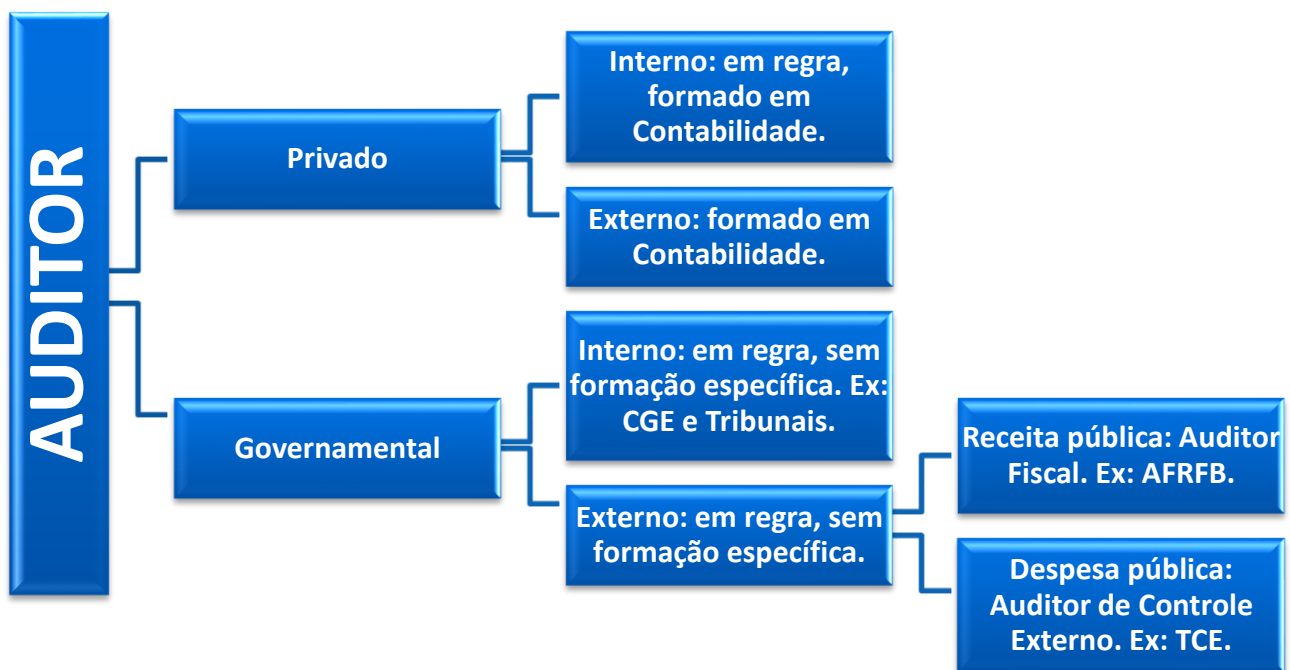 AUDITOR
Privado
Interno: em regra,
formado em
Contabilidade.
Externo: formado em
Contabilidade.
Governamental
Interno: em regra, sem
formação específica. Ex:
CGE e Tribunais.
Externo: em regra, sem
formação específica.
Receita pública: Auditor
Fiscal. Ex: AFRFB.
Despesa pública:
Auditor de Controle
Externo. Ex: TCE.